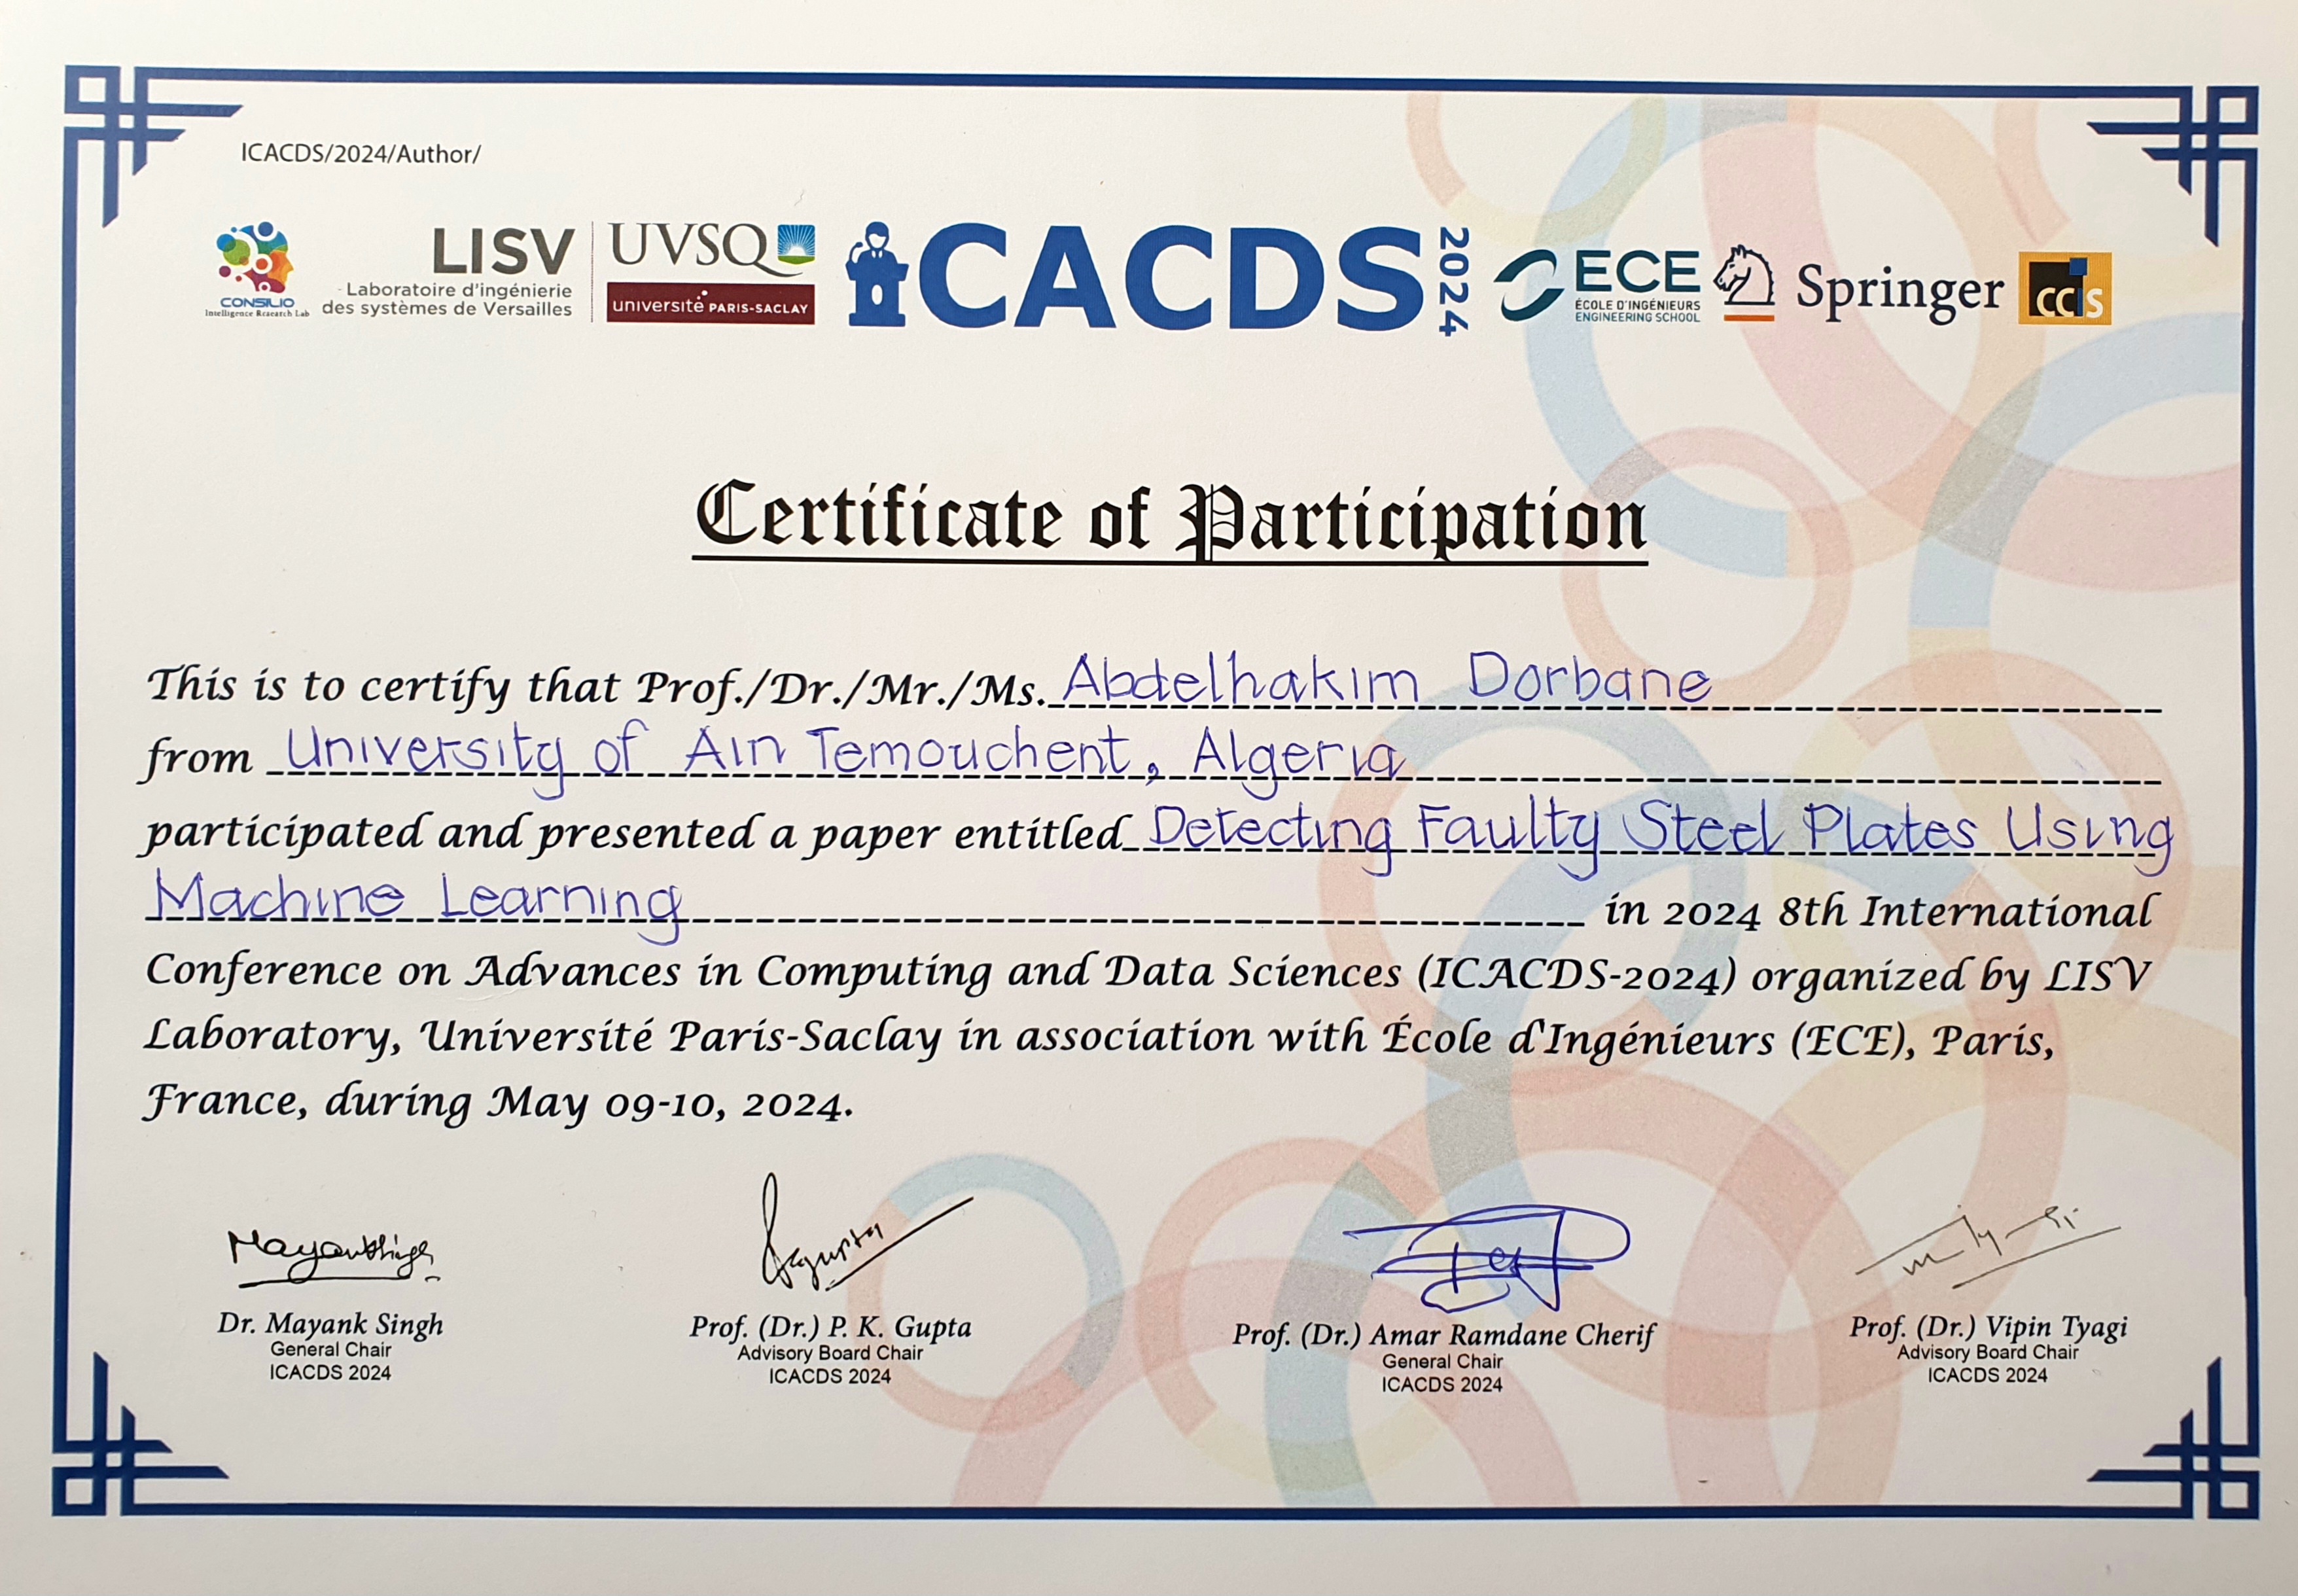 ICACDS/2024/Author/
CONSILIO
Intelligence Research Lab
LISV
Laboratoire d'ingénierie
des systèmes de Versailles
UVSQ
université PARIS-SACLAY
iCACDS 2024
ECE
ÉCOLE D'INGÉNIEURS
ENGINEERING SCHOOL
Springer
CCIS
Certificate of Participation
This is to certify that Prof./Dr./Mr./Ms. Abdelhakim Dorbane
from University of Ain Temouchent, Algeria
participated and presented a paper entitled Detecting Faulty Steel Plates Using
Machine Learning in 2024 8th International
Conference on Advances in Computing and Data Sciences (ICACDS-2024) organized by LISV
Laboratory, Université Paris-Saclay in association with École d'Ingénieurs (ECE), Paris,
France, during May 09-10, 2024.
Dr. Mayank Singh
General Chair
ICACDS 2024
Prof. (Dr.) P. K. Gupta
Advisory Board Chair
ICACDS 2024
Prof. (Dr.) Amar Ramdane Cherif
General Chair
ICACDS 2024
Prof. (Dr.) Vipin Tyagi
Advisory Board Chair
ICACDS 2024